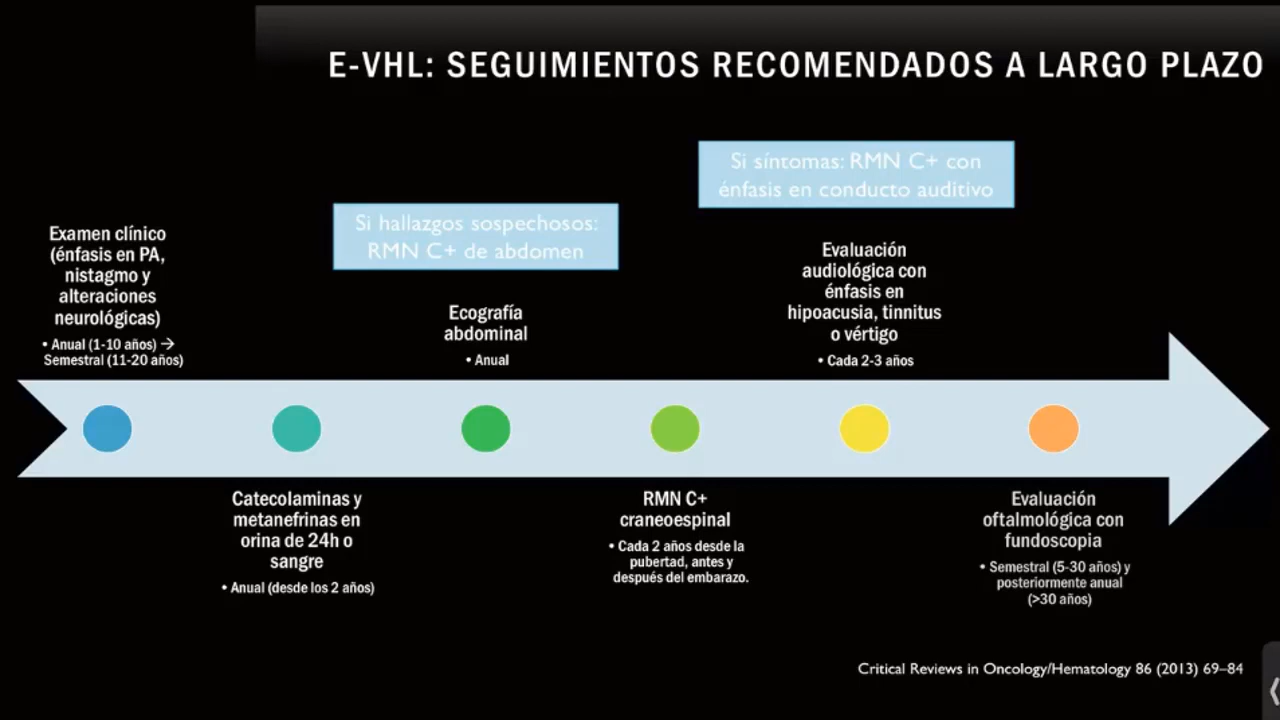 E-VHL: SEGUIMIENTOS RECOMENDADOS A LARGO PLAZO
Examen clínico
(énfasis en PA,
nistagmo y
alteraciones
neurológicas)
• Anual (1-10 años) →
Semestral (11-20 años)
Catecolaminas y
metanefrinas en
orina de 24h o
sangre
• Anual (desde los 2 años)
Si hallazgos sospechosos:
RMN C+ de abdomen
Ecografía
abdominal
• Anual
RMN C+
craneoespinal
• Cada 2 años desde la
pubertad, antes y
después del embarazo.
Si síntomas: RMN C+ con
énfasis en conducto auditivo
Evaluación
audiológica con
énfasis en
hipoacusia, tinnitus
o vértigo
• Cada 2-3 años
Evaluación
oftalmológica con
fundoscopia
• Semestral (5-30 años) y
posteriormente anual
(>30 años)
Critical Reviews in Oncology/Hematology 86 (2013) 69–84